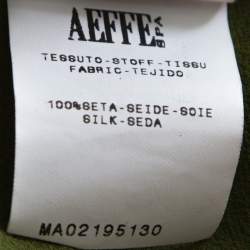 AEFFE SPA
TESSUTO-STOFF-TISSU
FABRIC-TEJIDO
100%SETA-SEIDE-SOIE
SILK-SEDA
MA02195130